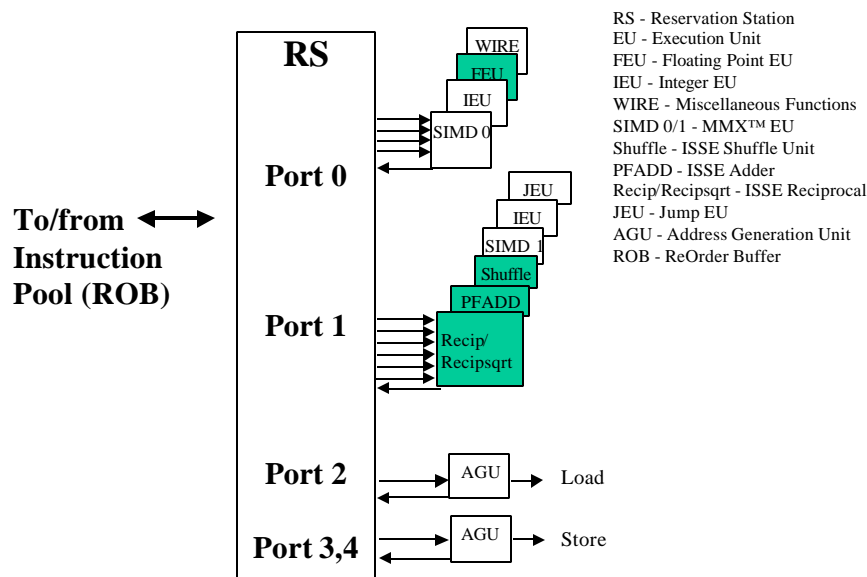 RS
WIRE
FEU
IEU
SIMD 0
Port 0
To/from
Instruction
Pool (ROB)
JEU
IEU
SIMD 1
Shuffle
PFADD
Recip/
Recipsqrt
Port 1
Port 2
AGU
Load
Port 3,4
AGU
Store
RS - Reservation Station
EU - Execution Unit
FEU - Floating Point EU
IEU - Integer EU
WIRE - Miscellaneous Functions
SIMD 0/1 - MMX™ EU
Shuffle - ISSE Shuffle Unit
PFADD - ISSE Adder
Recip/Recipsqrt - ISSE Reciprocal
JEU - Jump EU
AGU - Address Generation Unit
ROB - ReOrder Buffer